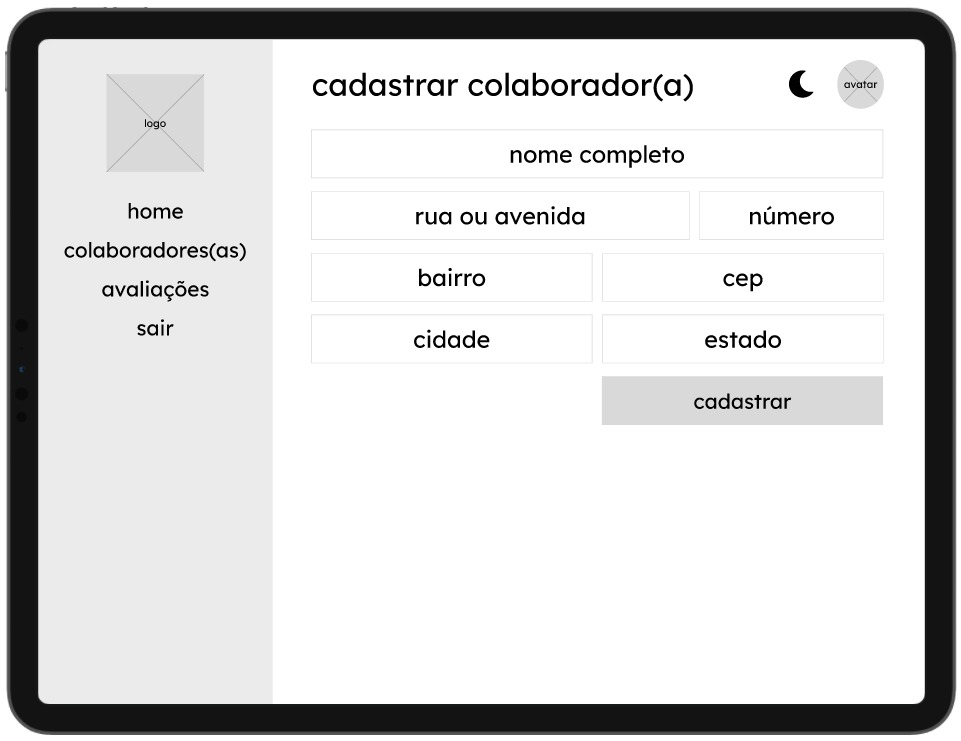 logo
home
colaboradores(as)
avaliações
sair
cadastrar colaborador(a)
avatar
nome completo
rua ou avenida
número
bairro
cep
cidade
estado
cadastrar